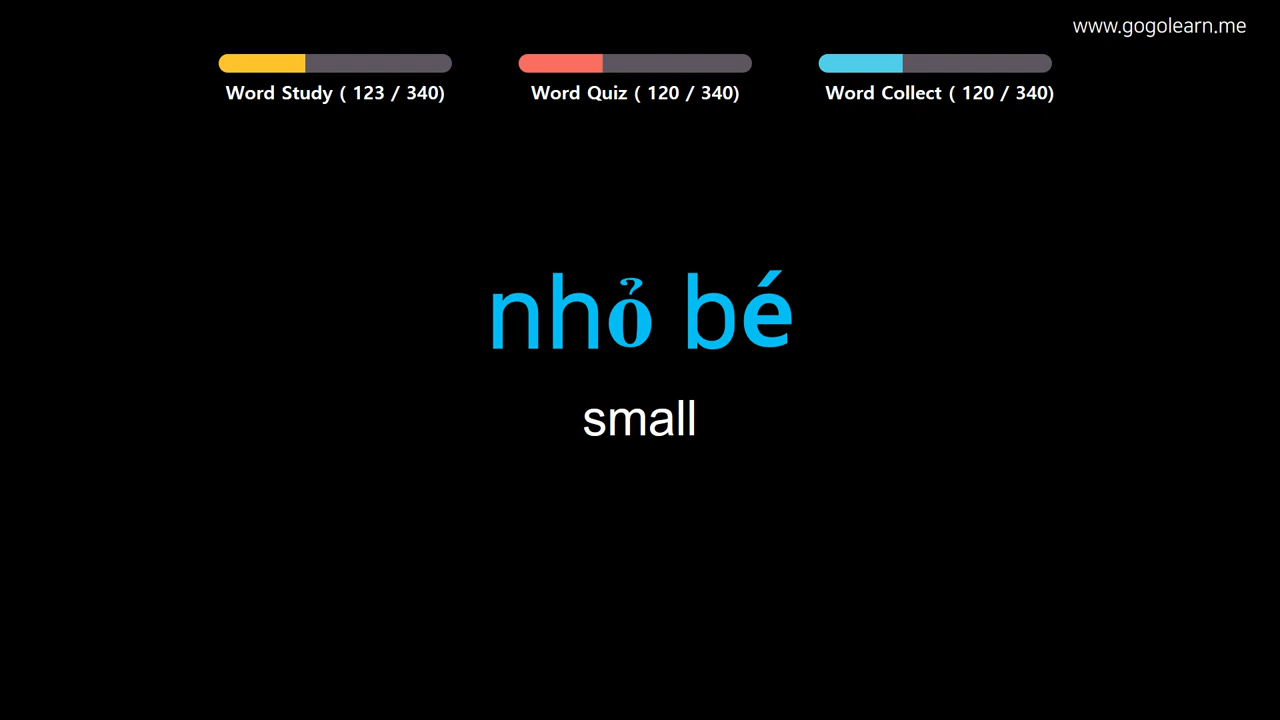 www.gogolearn.me
Word Study ( 123 / 340)
Word Quiz ( 120 / 340)
Word Collect ( 120 / 340)
nhỏ bé
small